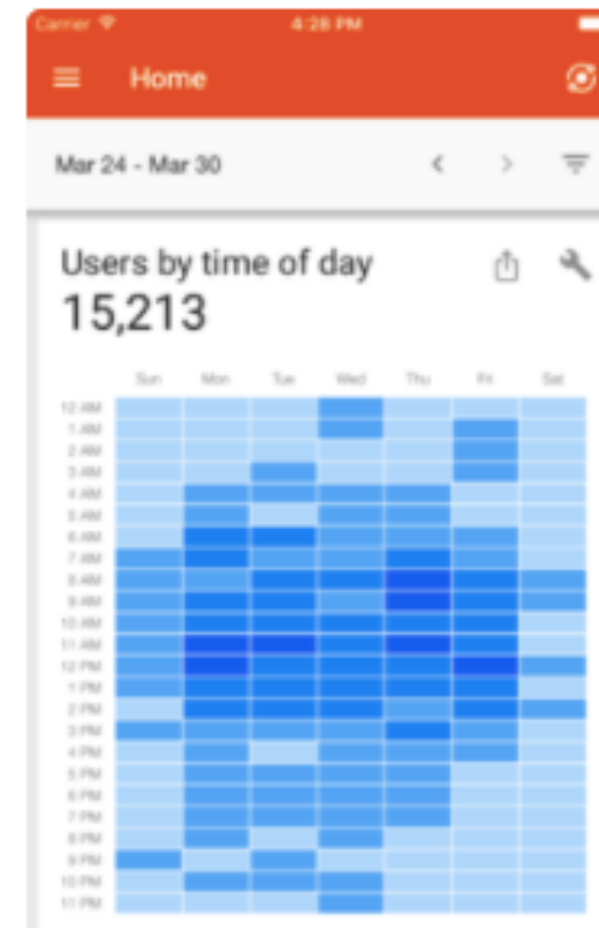 Carrier 4:28 PM
Home
Mar 24 - Mar 30
Users by time of day
15,213
Sun Mon Tue Wed Thu Fri Sat
12 AM
1 AM
2 AM
3 AM
4 AM
5 AM
6 AM
7 AM
8 AM
9 AM
10 AM
11 AM
12 PM
1 PM
2 PM
3 PM
4 PM
5 PM
6 PM
7 PM
8 PM
9 PM
10 PM
11 PM